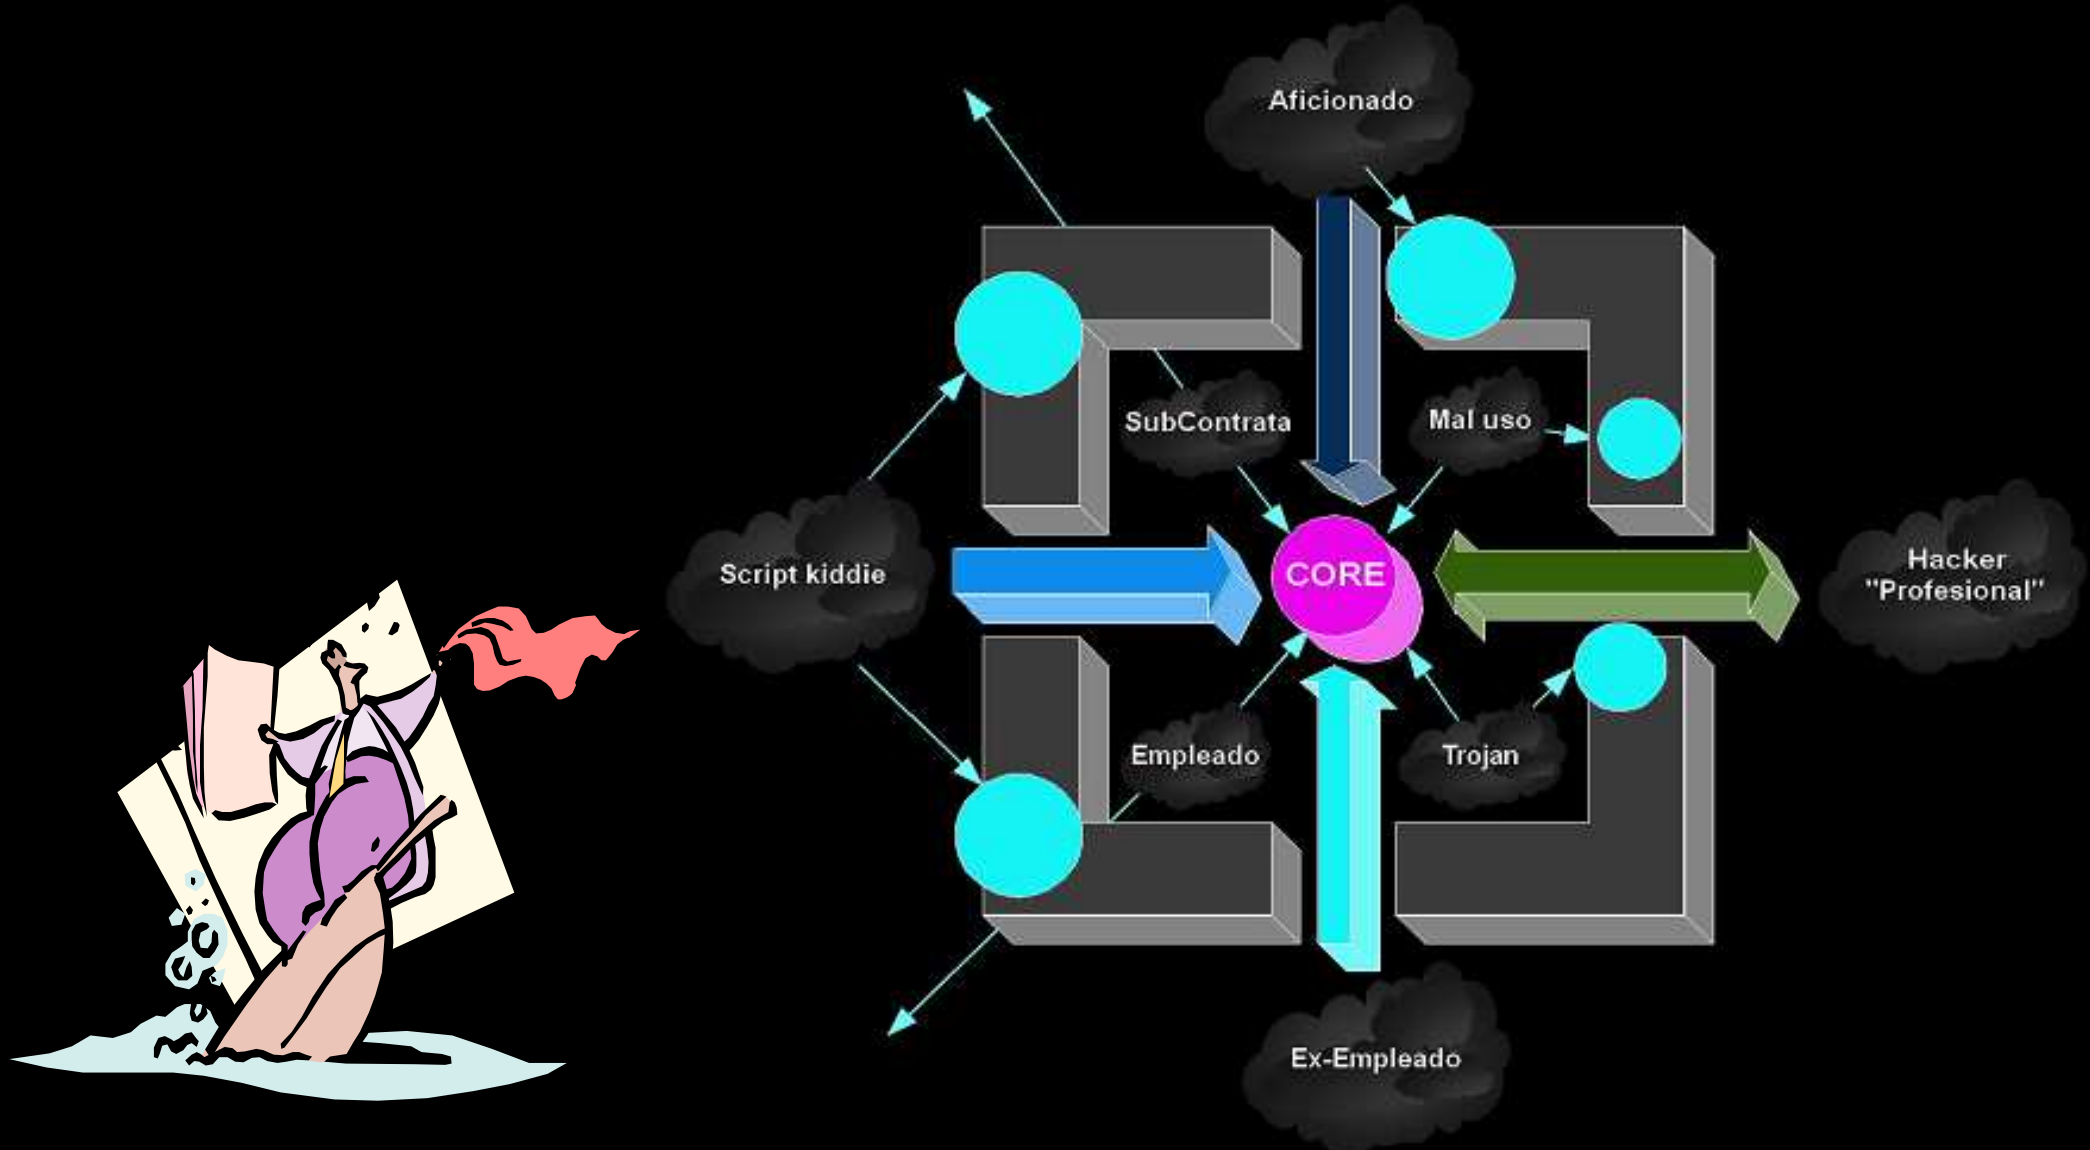 Aficionado
SubContrata
Mal uso
Script kiddie
CORE
Hacker
"Profesional"
Empleado
Trojan
Ex-Empleado